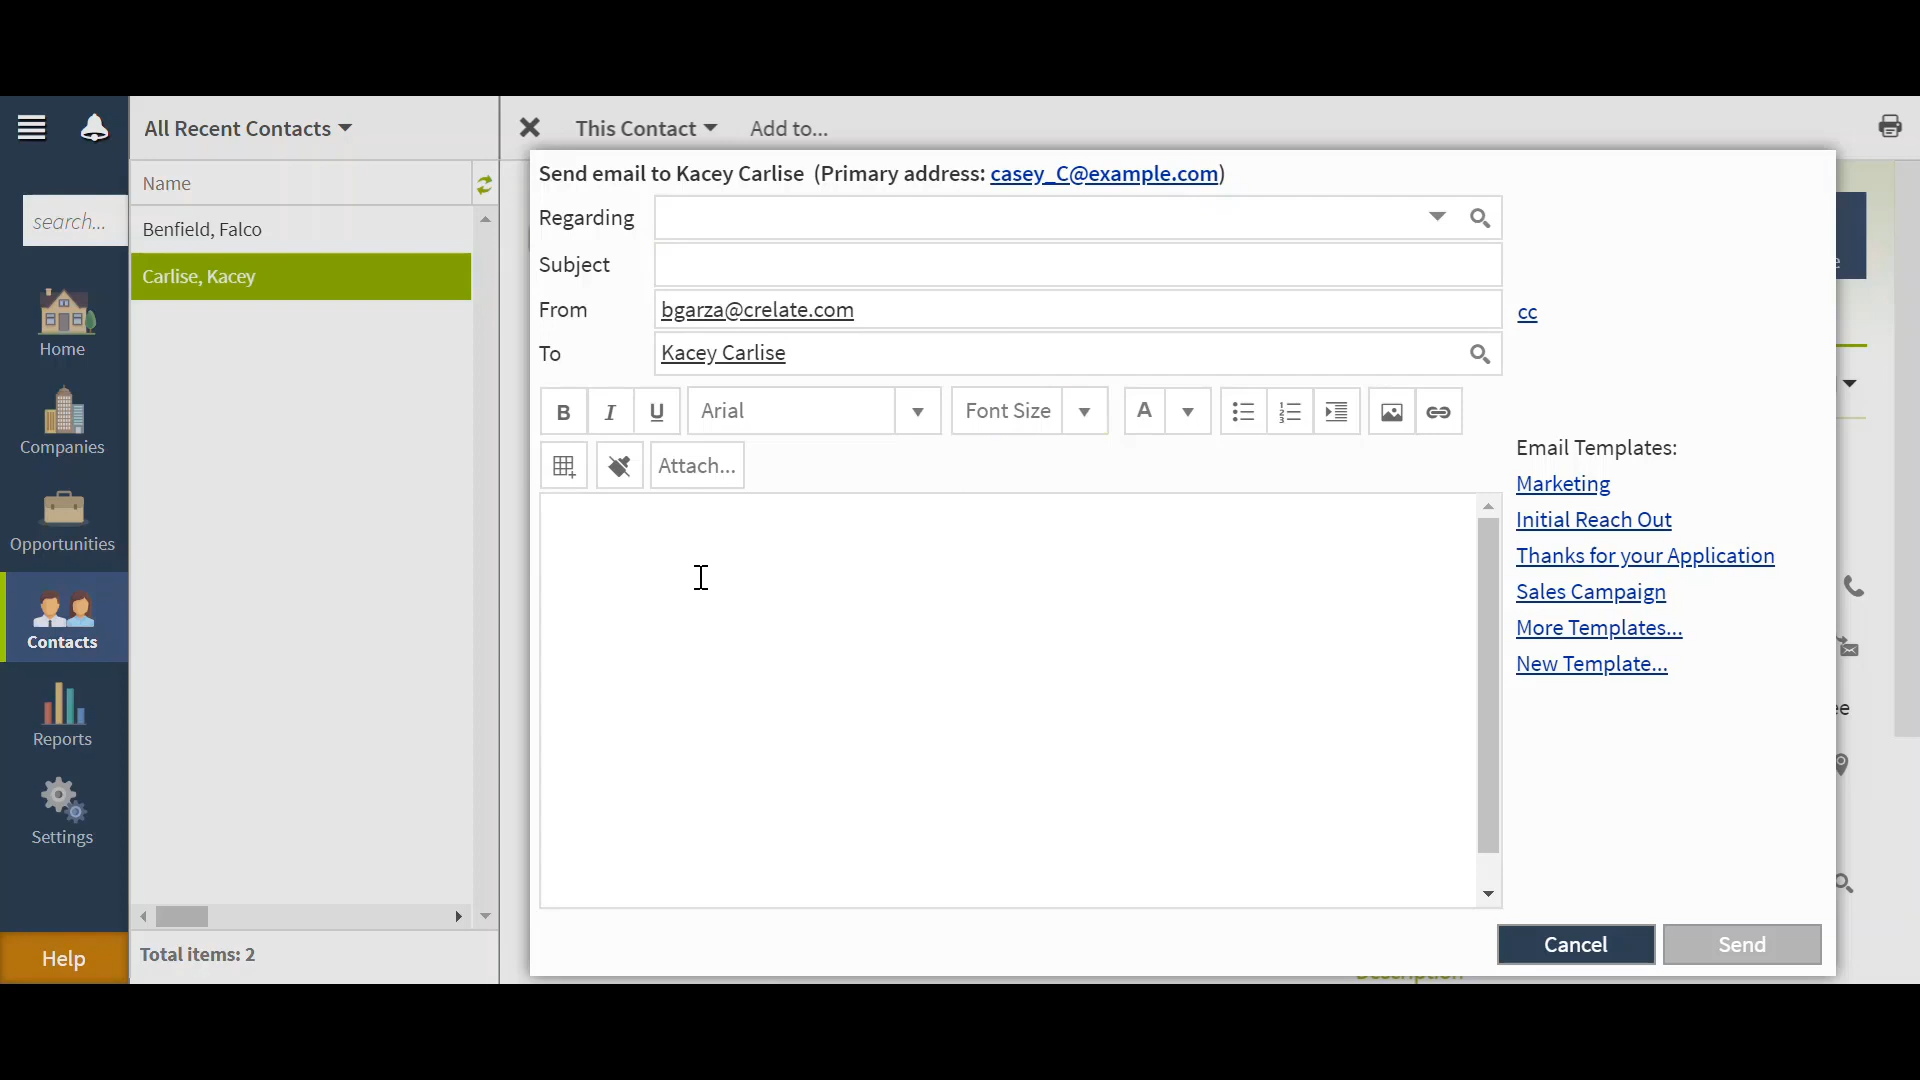 All Recent Contacts
This Contact
Add to...
Send email to Kacey Carlise (Primary address: casey_C@example.com)
Name
search...
Regarding
Benfield, Falco
Subject
Carlise, Kacey
From
bgarza@crelate.com
cc
Home
To
Kacey Carlise
B
I
U
Arial
Font Size
A
Companies
Email Templates:
Attach...
Marketing
Initial Reach Out
Opportunities
Thanks for your Application
Sales Campaign
More Templates...
Contacts
New Template...
Reports
Settings
Total items: 2
Help
Cancel
Send